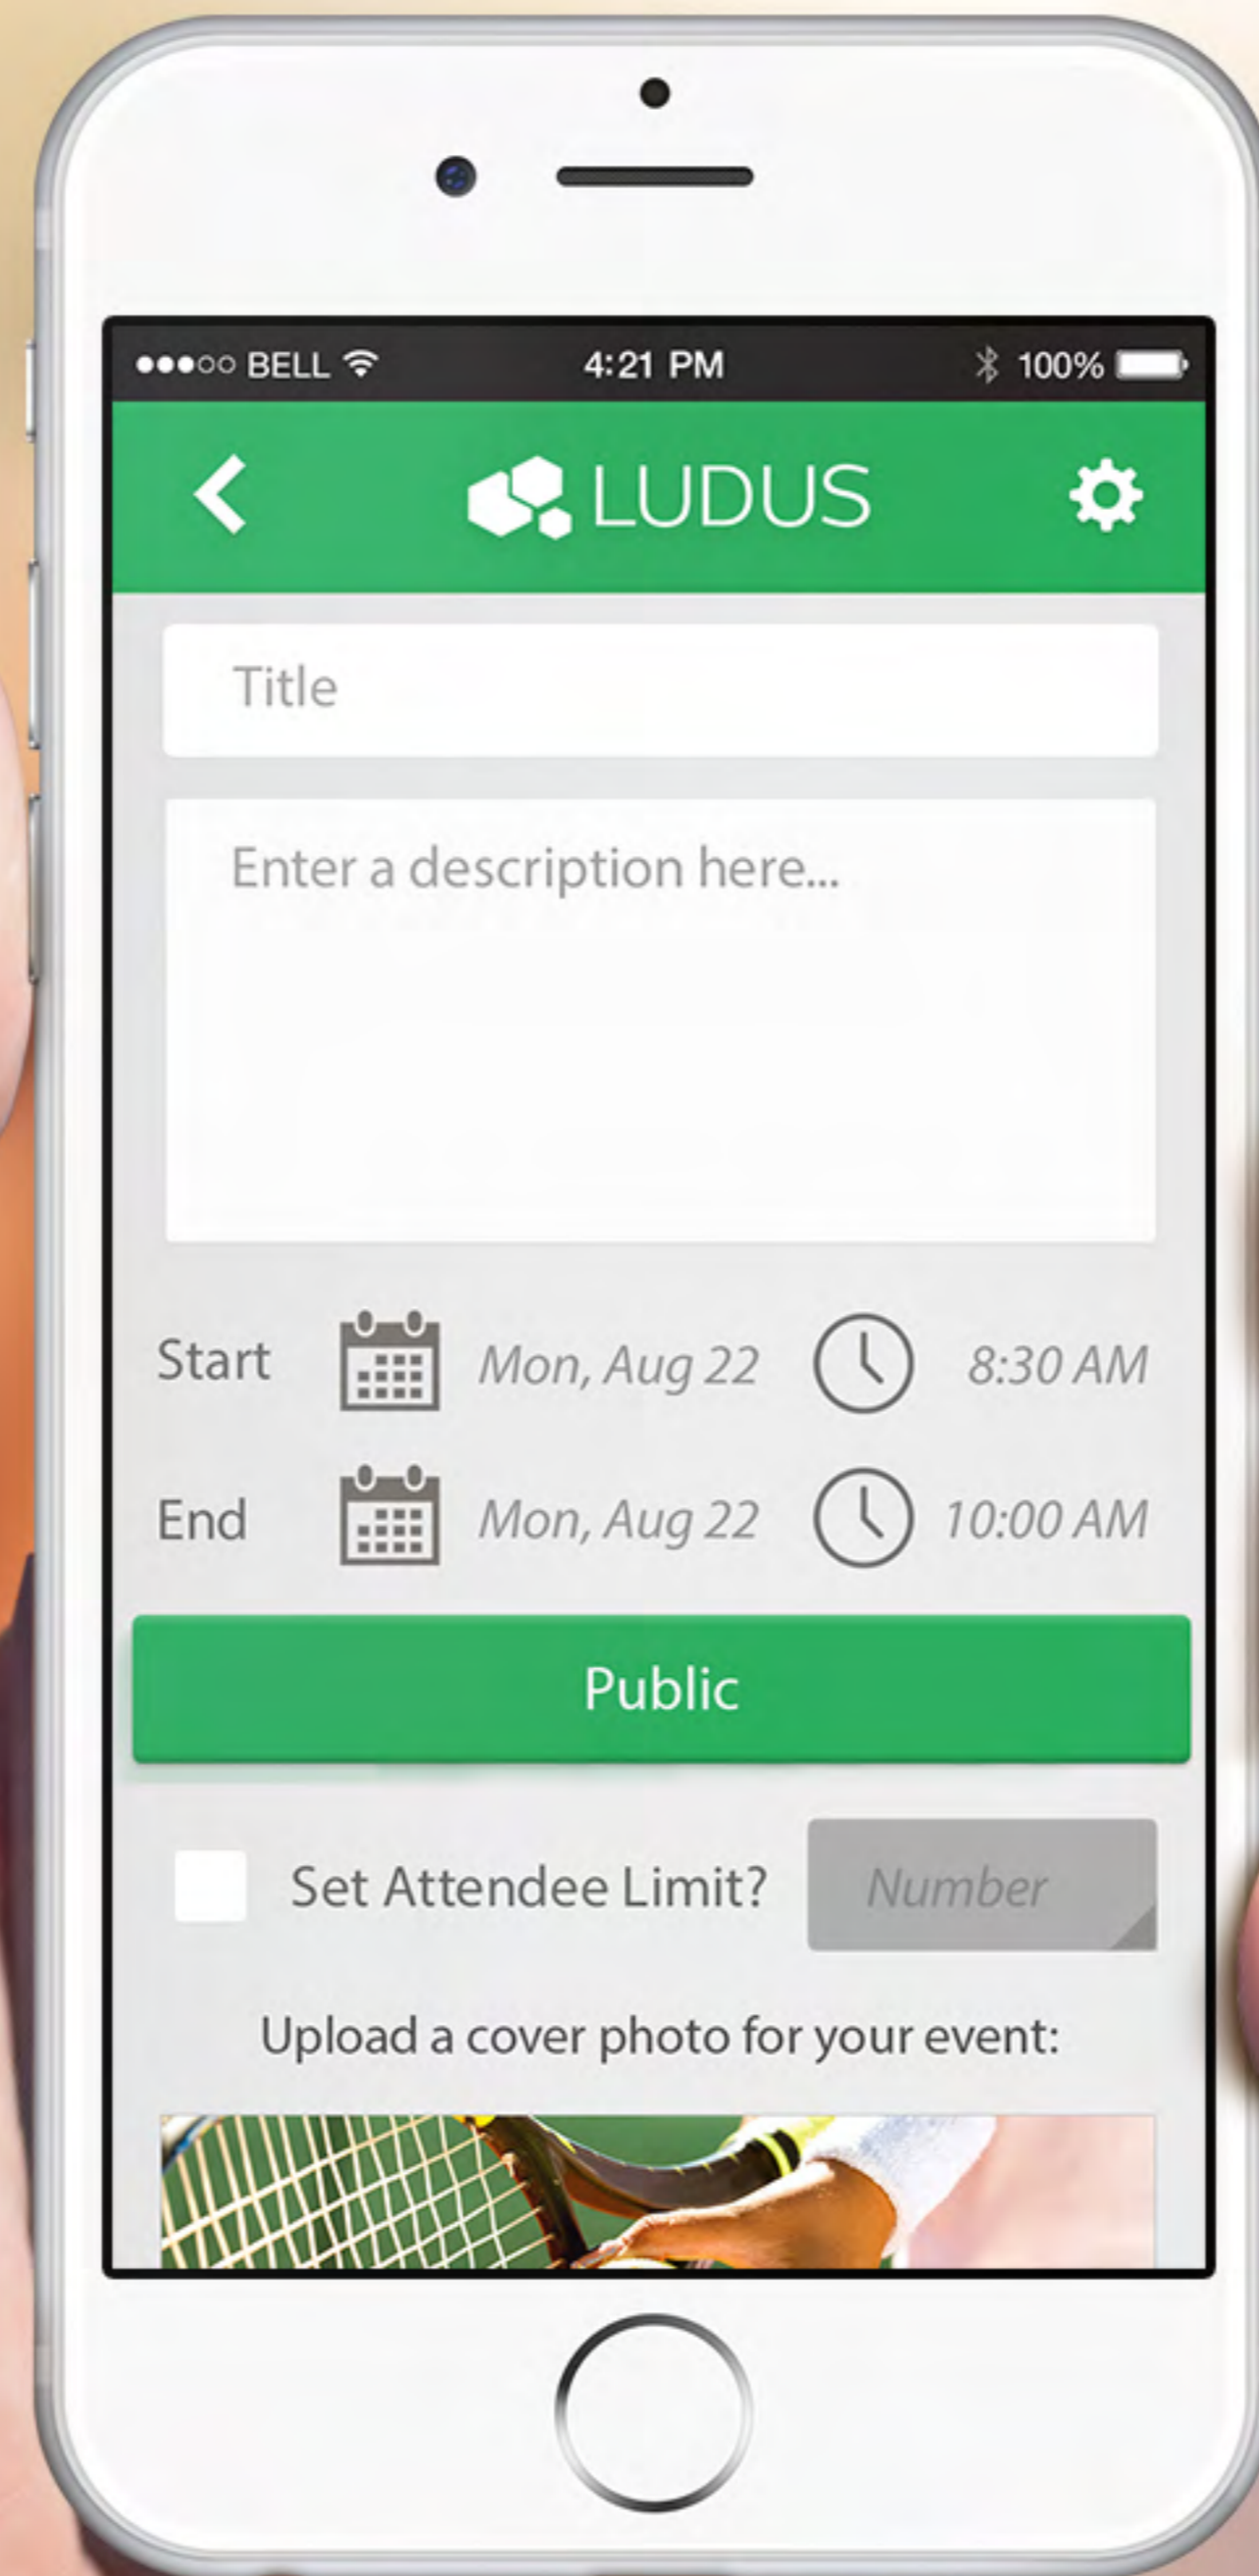 BELL 4:21 PM 100%
LUDUS
Title
Enter a description here...
Start Mon, Aug 22 8:30 AM
End Mon, Aug 22 10:00 AM
Public
Set Attendee Limit? Number
Upload a cover photo for your event: